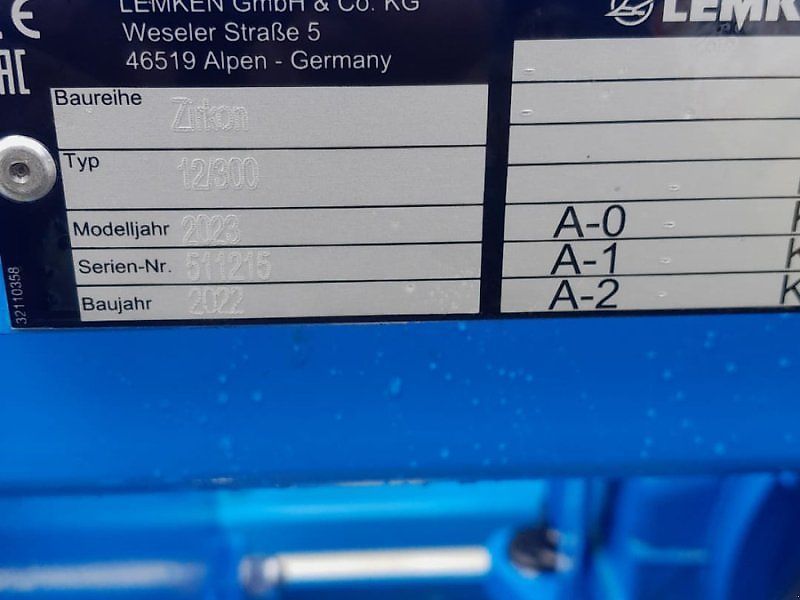 LEMKEN GmbH & Co. KG
Weseler Straße 5
46519 Alpen - Germany
LEMK
Baureihe Zirkon
Typ 12/300
Modelljahr 2023
Serien-Nr. 511215
Baujahr 2022
32110358
-
-
-
A-0 -
A-1 - K
A-2 - K